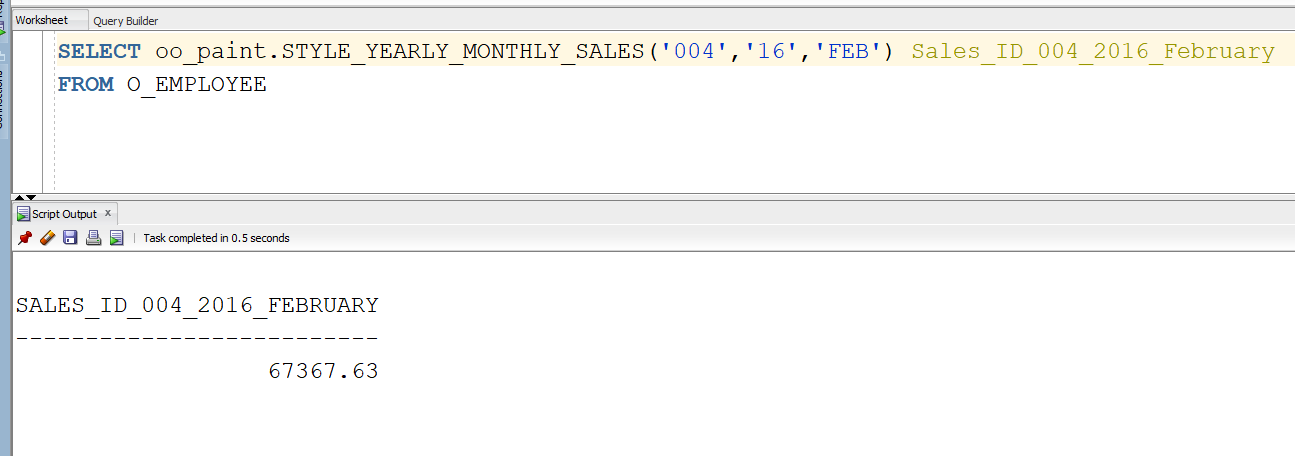 Worksheet Query Builder
SELECT oo_paint.STYLE_YEARLY_MONTHLY_SALES('004','16','FEB') Sales_ID_004_2016_February
FROM O_EMPLOYEE
Script Output x
Task completed in 0.5 seconds
SALES_ID_004_2016_FEBRUARY
--------------------------
67367.63